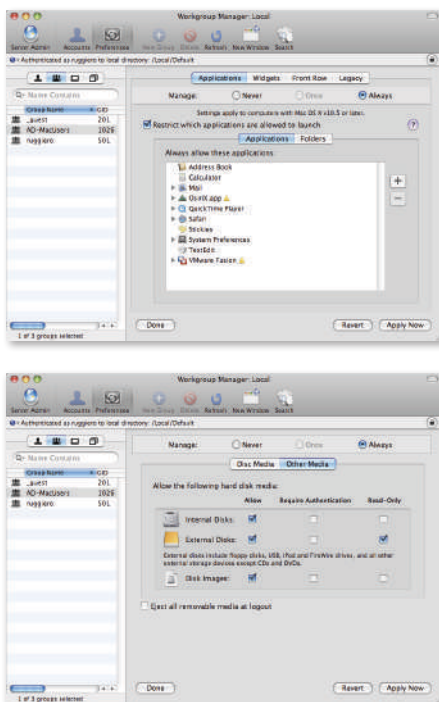 Workgroup Manager: Local
Server Admin Accounts Preferences New Group Delete Refresh New Window Search
Authenticated as ruggiero to local directory: /Local/Default
Applications Widgets Front Row Legacy
Name Contains
Manage: Never Once Always
Group Name GID
_guest 201
AD-MacUsers 1026
ruggiero 501
Settings apply to computers with Mac OS X v10.5 or later.
Restrict which applications are allowed to launch
Applications Folders
Always allow these applications:
Address Book
Calculator
Mail
OsiriX.app
QuickTime Player
Safari
Stickies
System Preferences
TextEdit
VMware Fusion
Done Revert Apply Now
1 of 3 groups selected
Workgroup Manager: Local
Server Admin Accounts Preferences New Group Delete Refresh New Window Search
Authenticated as ruggiero to local directory: /Local/Default
Name Contains
Manage: Never Once Always
Group Name GID
_guest 201
AD-MacUsers 1026
ruggiero 501
Disc Media Other Media
Allow the following hard disk media:
Allow Require Authentication Read-Only
Internal Disks:
External Disks:
External disks include floppy disks, USB, iPod and FireWire drives, and all other
external storage devices except CDs and DVDs.
Disk Images:
Eject all removable media at logout
Done Revert Apply Now
1 of 3 groups selected